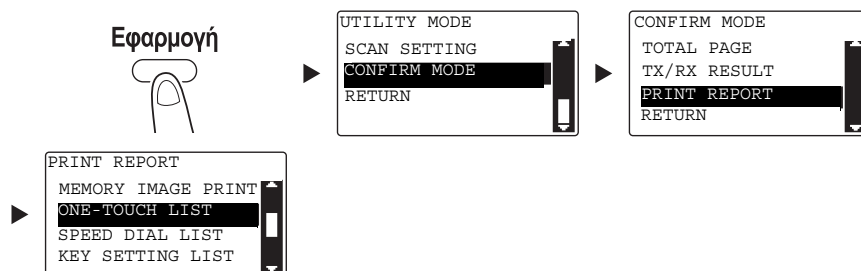 Εφαρμογή
UTILITY MODE
SCAN SETTING
CONFIRM MODE
RETURN
CONFIRM MODE
TOTAL PAGE
TX/RX RESULT
PRINT REPORT
RETURN
PRINT REPORT
MEMORY IMAGE PRINT
ONE-TOUCH LIST
SPEED DIAL LIST
KEY SETTING LIST